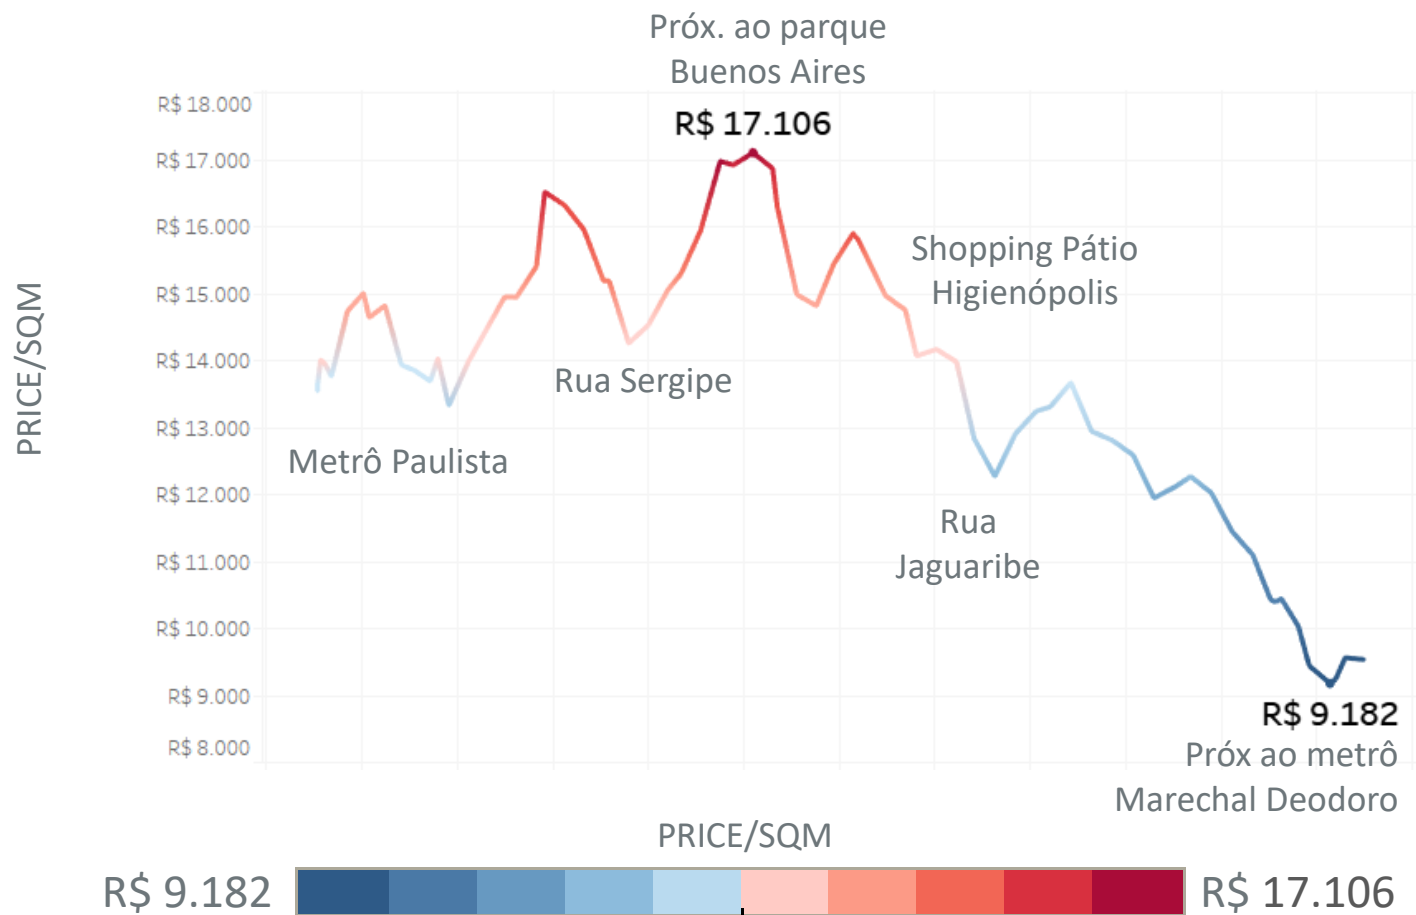 Próx. ao parque
Buenos Aires
R$ 17.106
R$ 18.000
R$ 17.000
R$ 16.000
R$ 15.000
R$ 14.000
R$ 13.000
R$ 12.000
R$ 11.000
R$ 10.000
R$ 9.000
R$ 8.000
PRICE/SQM
Shopping Pátio
Higienópolis
Rua Sergipe
Metrô Paulista
Rua
Jaguaribe
R$ 9.182
Próx ao metrô
Marechal Deodoro
PRICE/SQM
R$ 9.182
R$ 17.106